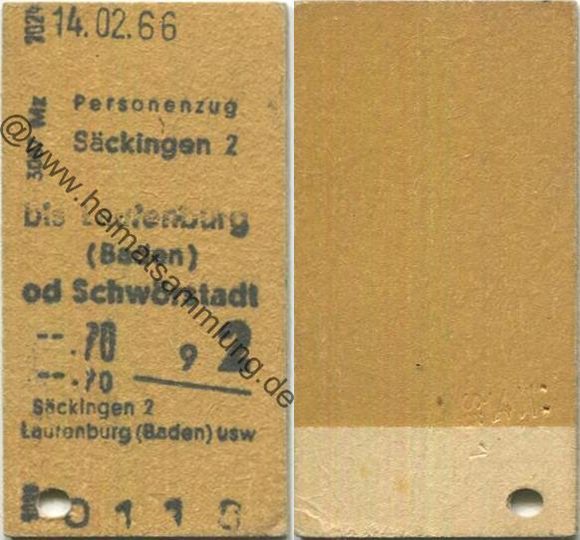 14.02.66
Personenzug
Säckingen 2
bis Laufenburg
(Baden)
od Schwörstadt
--.70 9 2
--.70
Säckingen 2
Laufenburg (Baden) usw
0118
@www.heimatsammlung.de